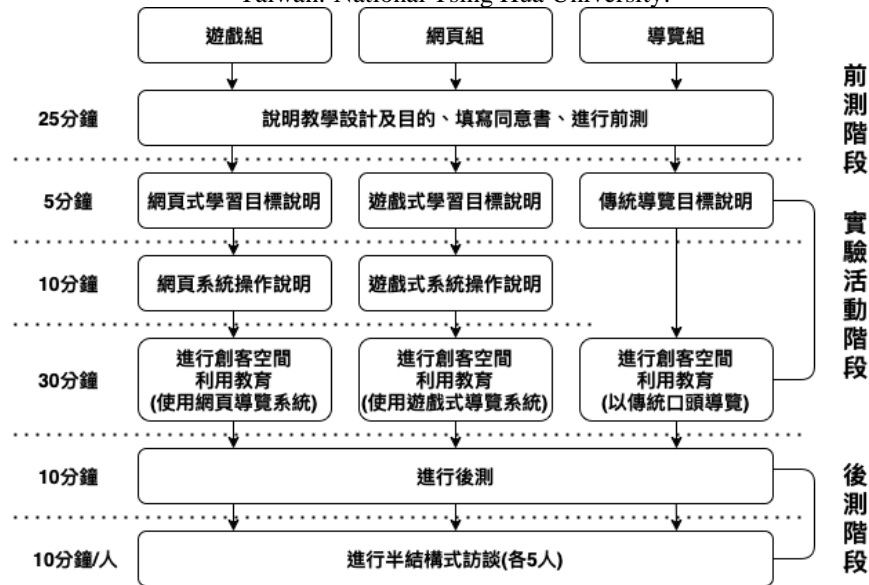 Taiwan: National Tsing Hua University.
遊戲組
網頁組
導覽組
25分鐘
說明教學設計及目的、填寫同意書、進行前測
前測階段
5分鐘
網頁式學習目標說明
遊戲式學習目標說明
傳統導覽目標說明
10分鐘
網頁系統操作說明
遊戲式系統操作說明
實驗活動階段
30分鐘
進行創客空間
利用教育
(使用網頁導覽系統)
進行創客空間
利用教育
(使用遊戲式導覽系統)
進行創客空間
利用教育
(以傳統口頭導覽)
10分鐘
進行後測
後測階段
10分鐘/人
進行半結構式訪談(各5人)